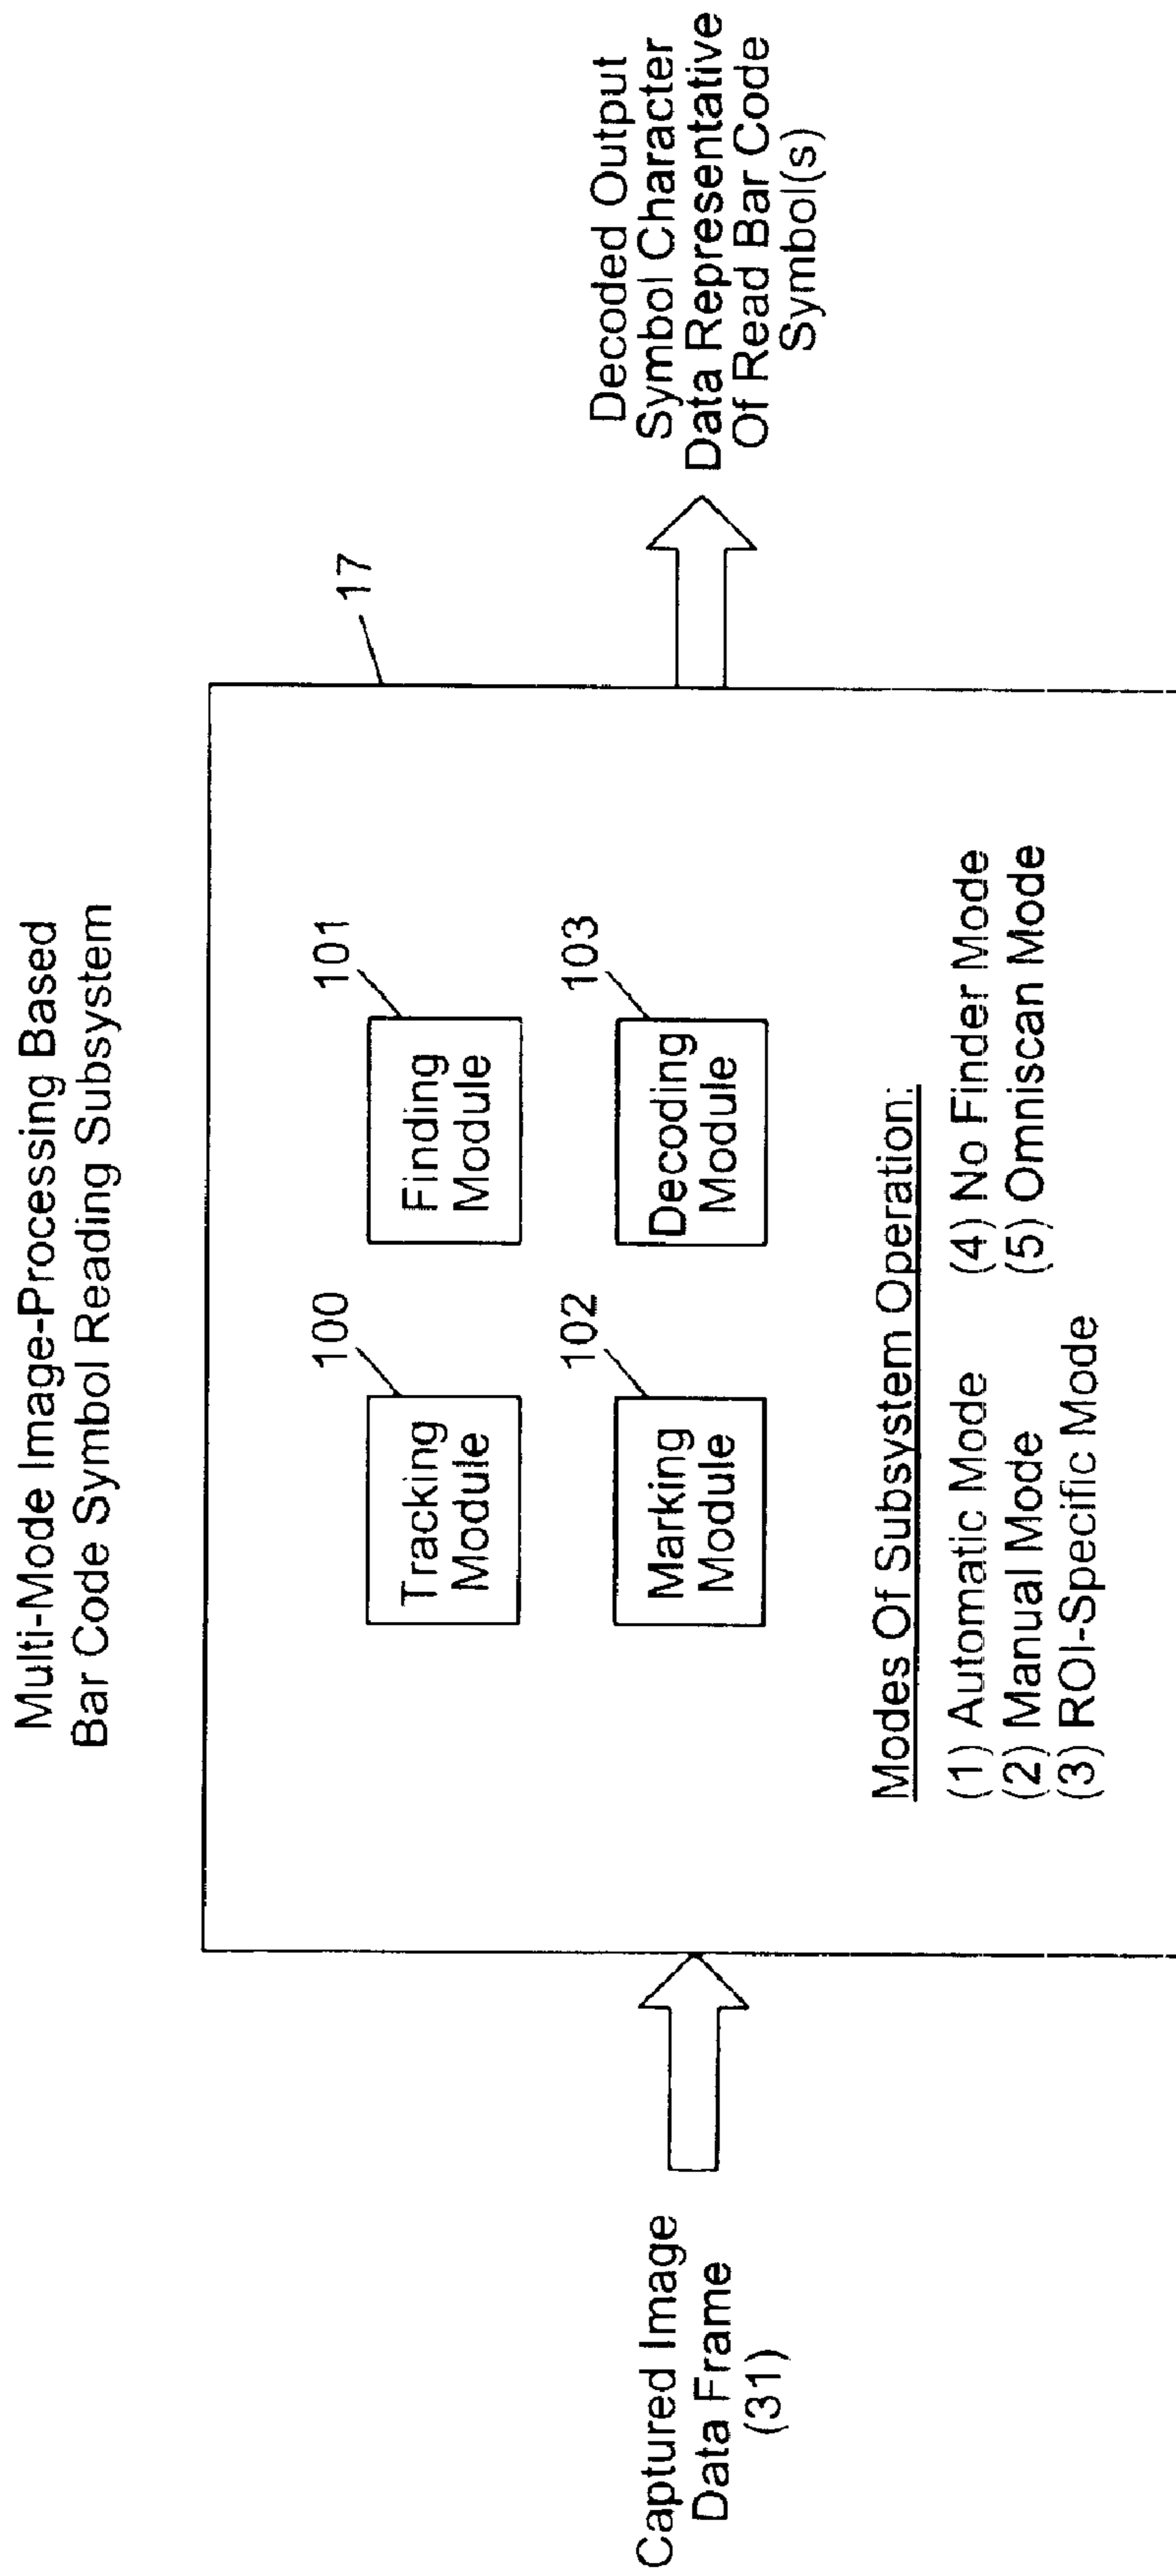 Multi-Mode Image-Processing Based
Bar Code Symbol Reading Subsystem
17
100
Tracking
Module
101
Finding
Module
102
Marking
Module
103
Decoding
Module
Modes Of Subsystem Operation:
(1) Automatic Mode
(2) Manual Mode
(3) ROI-Specific Mode
(4) No Finder Mode
(5) Omniscan Mode
Captured Image
Data Frame
(31)
Decoded Output
Symbol Character
Data Representative
Of Read Bar Code
Symbol(s)